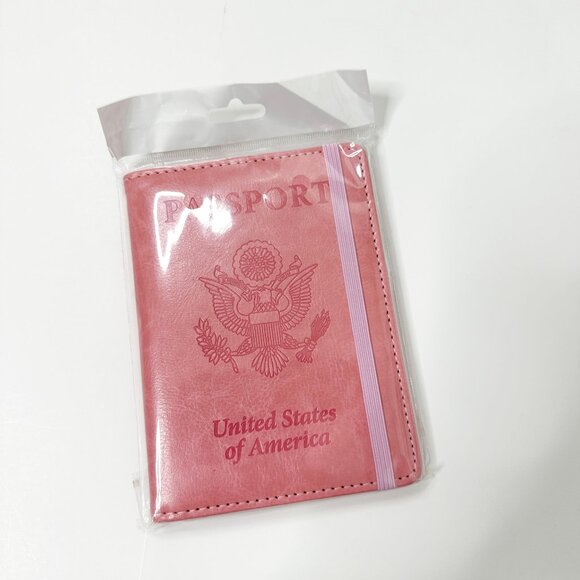 PASSPORT
United States
of America